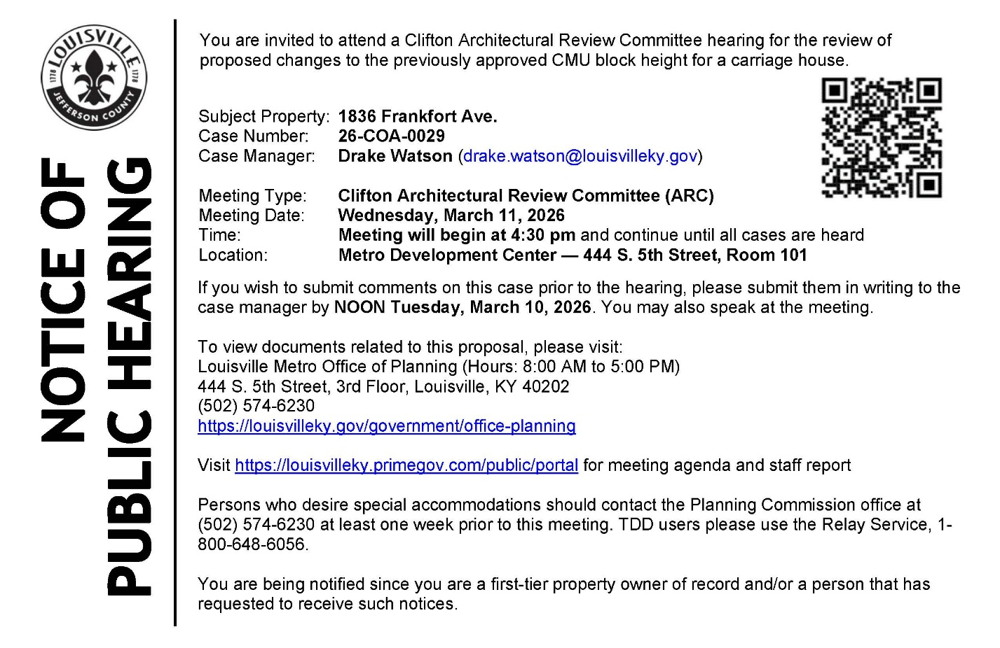 LOUISVILLE
1778 1778
JEFFERSON COUNTY
NOTICE OF
PUBLIC HEARING
You are invited to attend a Clifton Architectural Review Committee hearing for the review of
proposed changes to the previously approved CMU block height for a carriage house.
Subject Property: 1836 Frankfort Ave.
Case Number: 26-COA-0029
Case Manager: Drake Watson (drake.watson@louisvilleky.gov)
Meeting Type: Clifton Architectural Review Committee (ARC)
Meeting Date: Wednesday, March 11, 2026
Time: Meeting will begin at 4:30 pm and continue until all cases are heard
Location: Metro Development Center — 444 S. 5th Street, Room 101
If you wish to submit comments on this case prior to the hearing, please submit them in writing to the
case manager by NOON Tuesday, March 10, 2026. You may also speak at the meeting.
To view documents related to this proposal, please visit:
Louisville Metro Office of Planning (Hours: 8:00 AM to 5:00 PM)
444 S. 5th Street, 3rd Floor, Louisville, KY 40202
(502) 574-6230
https://louisvilleky.gov/government/office-planning
Visit https://louisvilleky.primegov.com/public/portal for meeting agenda and staff report
Persons who desire special accommodations should contact the Planning Commission office at
(502) 574-6230 at least one week prior to this meeting. TDD users please use the Relay Service, 1-
800-648-6056.
You are being notified since you are a first-tier property owner of record and/or a person that has
requested to receive such notices.